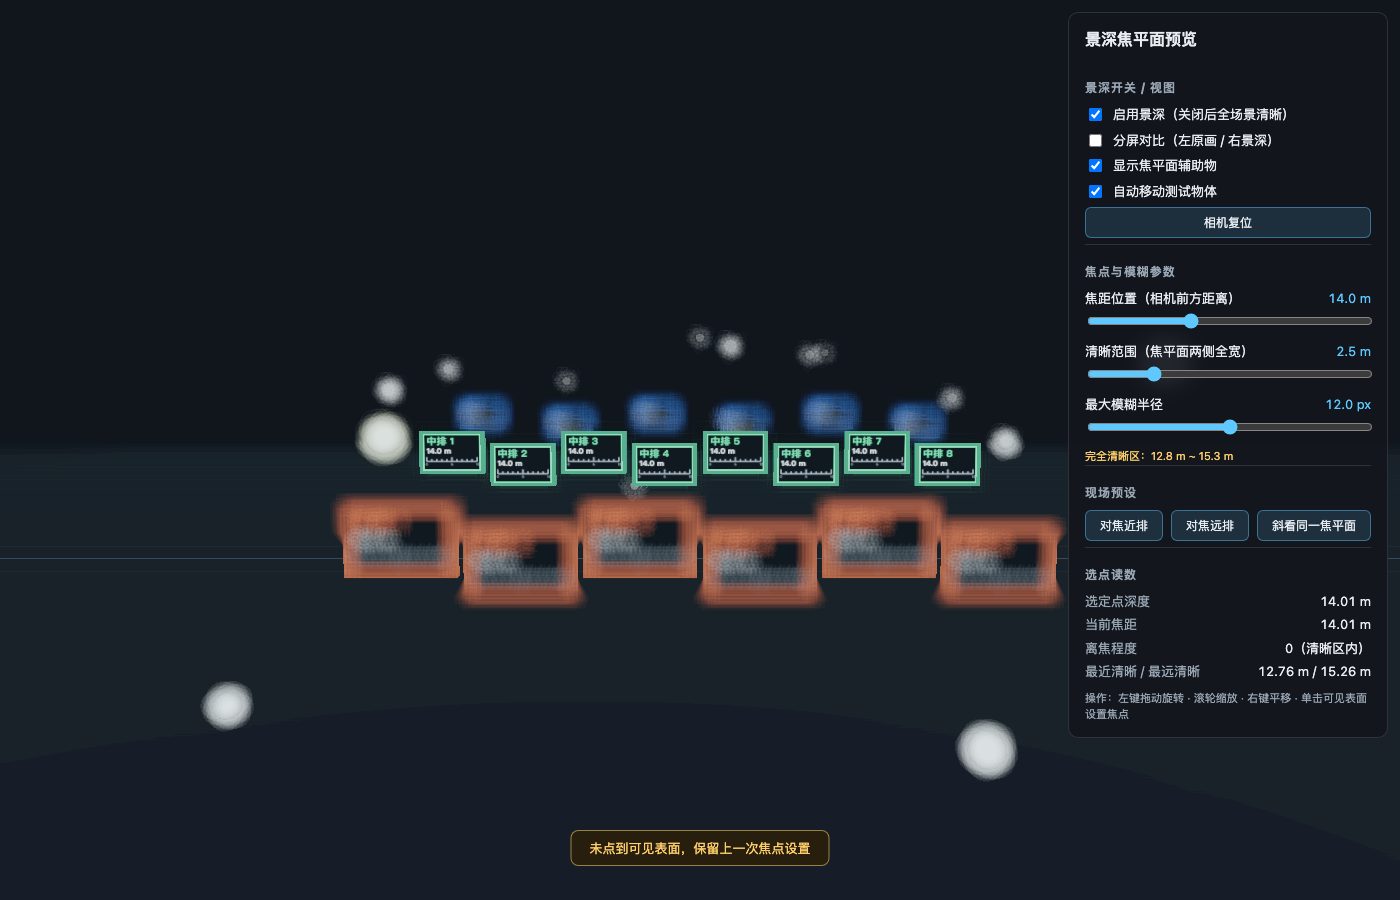 景深焦平面预览
景深开关 / 视图
启用景深（关闭后全场景清晰）
分屏对比（左原画 / 右景深）
显示焦平面辅助物
自动移动测试物体
相机复位
焦点与模糊参数
焦距位置（相机前方距离） 14.0 m
清晰范围（焦平面两侧全宽） 2.5 m
最大模糊半径 12.0 px
完全清晰区：12.8 m ~ 15.3 m
现场预设
对焦近排 对焦远排 斜看同一焦平面
选点读数
选定点深度 14.01 m
当前焦距 14.01 m
离焦程度 0（清晰区内）
最近清晰 / 最远清晰 12.76 m / 15.26 m
操作：左键拖动旋转 · 滚轮缩放 · 右键平移 · 单击可见表面
设置焦点
中排 1
14.0 m
中排 2
14.0 m
中排 3
14.0 m
中排 4
14.0 m
中排 5
14.0 m
中排 6
14.0 m
中排 7
14.0 m
中排 8
14.0 m
未点到可见表面，保留上一次焦点设置